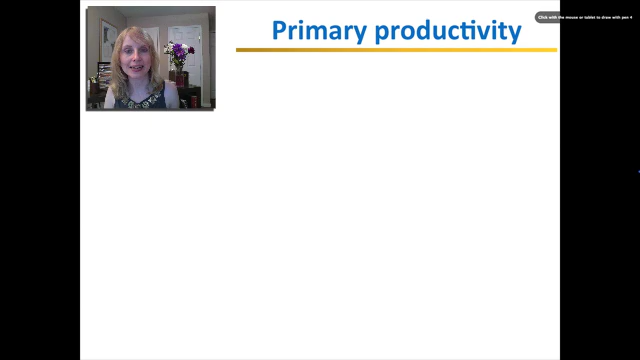 Primary productivity
Click with the mouse or tablet to draw with pen 4